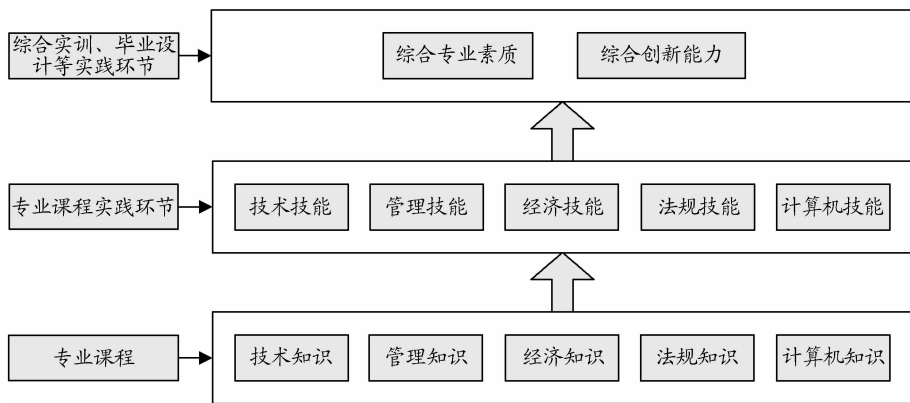 综合实训、毕业设
计等实践环节
综合专业素质
综合创新能力
专业课程实践环节
技术技能
管理技能
经济技能
法规技能
计算机技能
专业课程
技术知识
管理知识
经济知识
法规知识
计算机知识